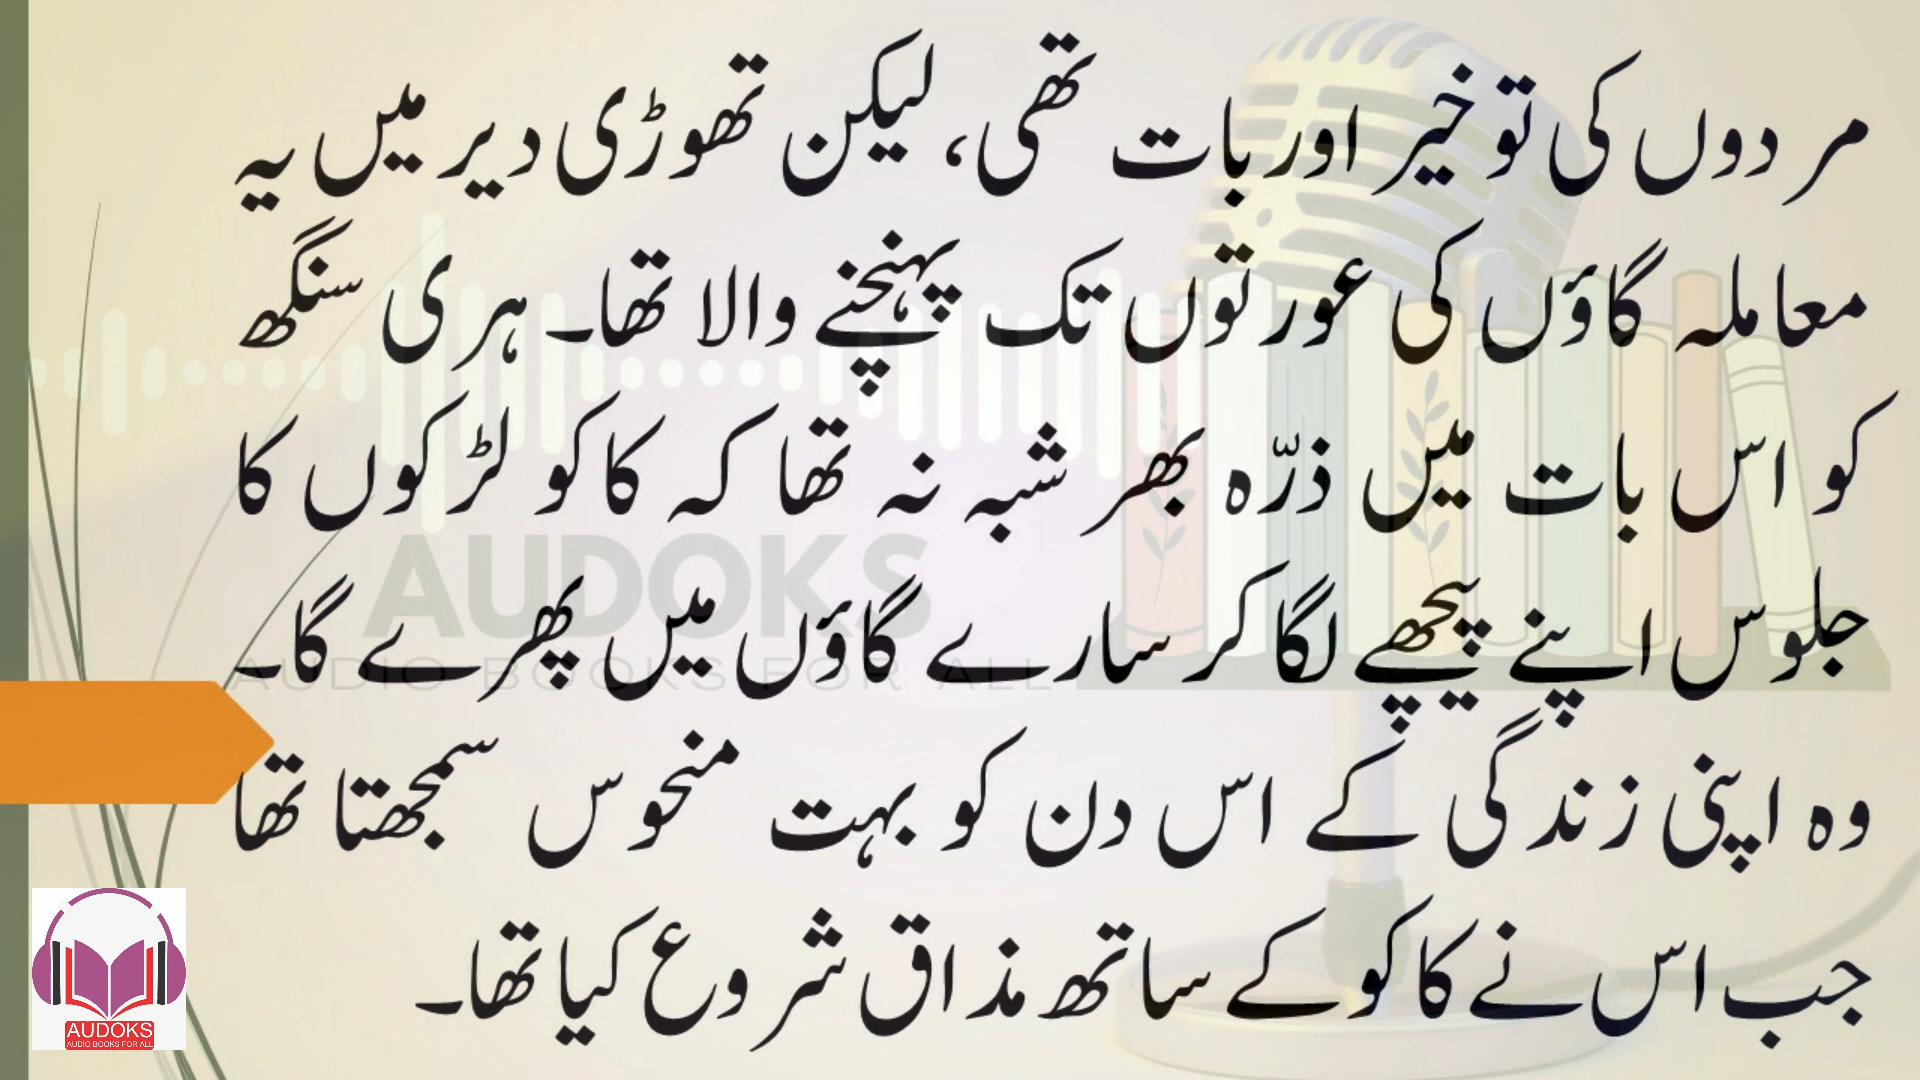 مردوں کی تو خیر اور بات تھی، لیکن تھوڑی دیر میں یہ
معاملہ گاؤں کی عورتوں تک پہنچنے والا تھا۔ ہری سنگھ
کو اس بات میں ذرّہ بھر شبہ نہ تھا کہ کاکو لڑکوں کا
جلوس اپنے پیچھے لگا کر سارے گاؤں میں پھرے گا۔
وہ اپنی زندگی کے اس دن کو بہت منحوس سمجھتا تھا
جب اس نے کاکو کے ساتھ مذاق شروع کیا تھا۔
AUDOKS
AUDIO BOOKS FOR ALL
AUDOKS
AUDIO BOOKS FOR ALL